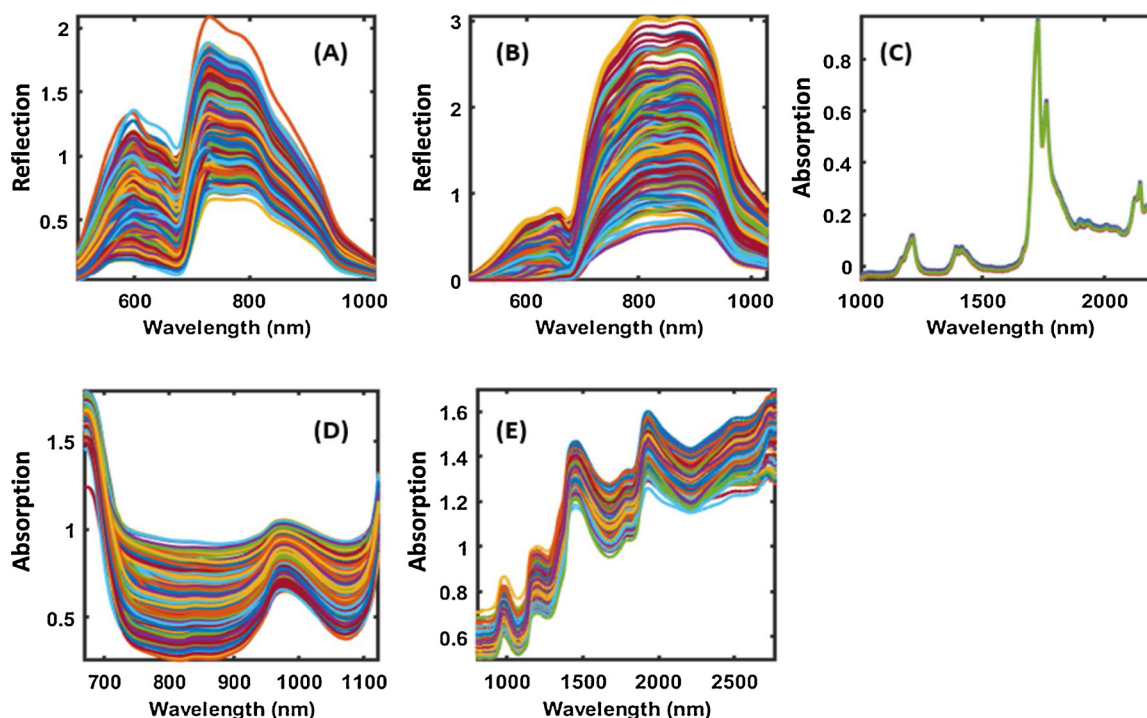 2
(A)
1.5
1
0.5
Reflection
600
800
1000
Wavelength (nm)
3
(B)
2
1
0
Reflection
600
800
1000
Wavelength (nm)
(C)
0.8
0.6
0.4
0.2
0
Absorption
1000
1500
2000
Wavelength (nm)
(D)
1.5
1
0.5
Absorption
700
800
900
1000
1100
Wavelength (nm)
(E)
1.6
1.4
1.2
1
0.8
0.6
Absorption
1000
1500
2000
2500
Wavelength (nm)